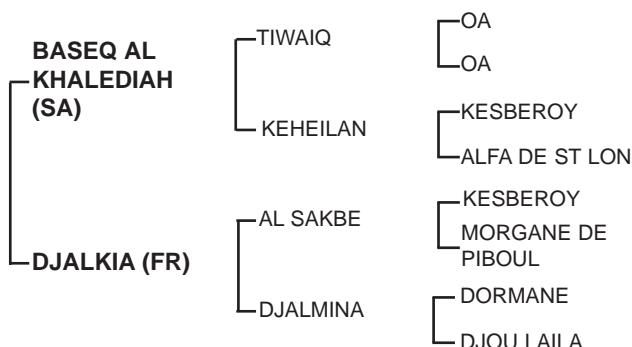 BASEQ AL
KHALEDIAH
(SA)
TIWAIQ
OA
OA
KEHEILAN
KESBEROY
ALFA DE ST LON
DJALKIA (FR)
AL SAKBE
KESBEROY
MORGANE DE
PIBOUL
DJALMINA
DORMANE
DJOU LAILA